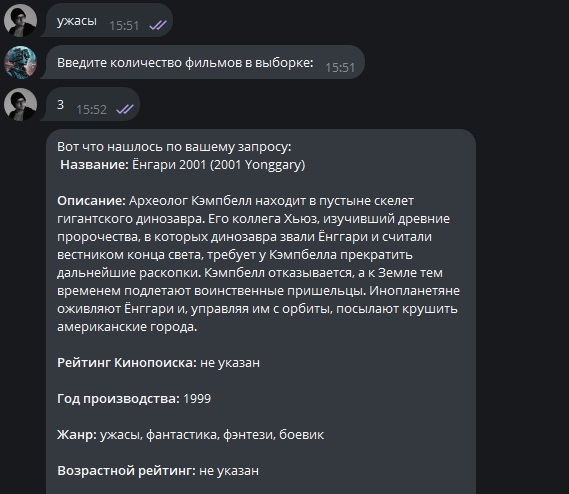 ужасы 15:51
Введите количество фильмов в выборке: 15:51
3 15:52
Вот что нашлось по вашему запросу:
Название: Ёнгари 2001 (2001 Yonggary)
Описание: Археолог Кэмпбелл находит в пустыне скелет
гигантского динозавра. Его коллега Хьюз, изучивший древние
пророчества, в которых динозавра звали Ёнггари и считали
вестником конца света, требует у Кэмпбелла прекратить
дальнейшие раскопки. Кэмпбелл отказывается, а к Земле тем
временем подлетают воинственные пришельцы. Инопланетяне
оживляют Ёнггари и, управляя им с орбиты, посылают крушить
американские города.
Рейтинг Кинопоиска: не указан
Год производства: 1999
Жанр: ужасы, фантастика, фэнтези, боевик
Возрастной рейтинг: не указан